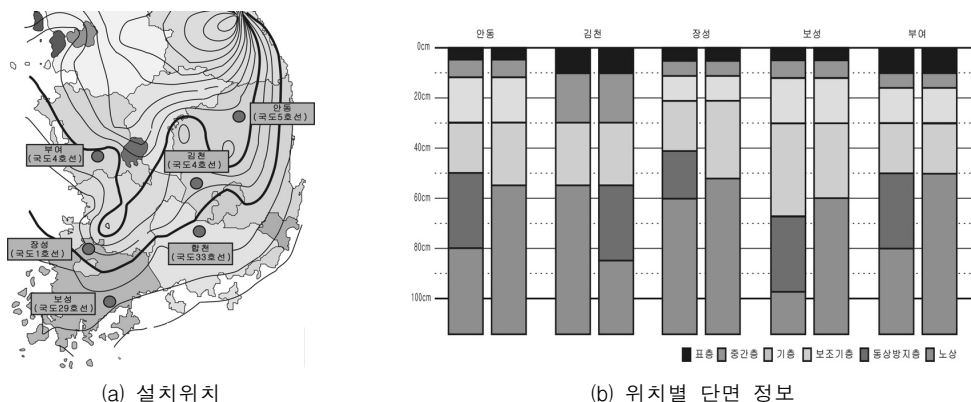 안동
(국도5호선)
부여
(국도4호선)
김천
(국도4호선)
장성
(국도1호선)
합천
(국도33호선)
보성
(국도29호선)
(a) 설치위치
안동 김천 장성 보성 부여
0cm
20cm
40cm
60cm
80cm
100cm
표층 중간층 기층 보조기층 동상방지층 노상
(b) 위치별 단면 정보